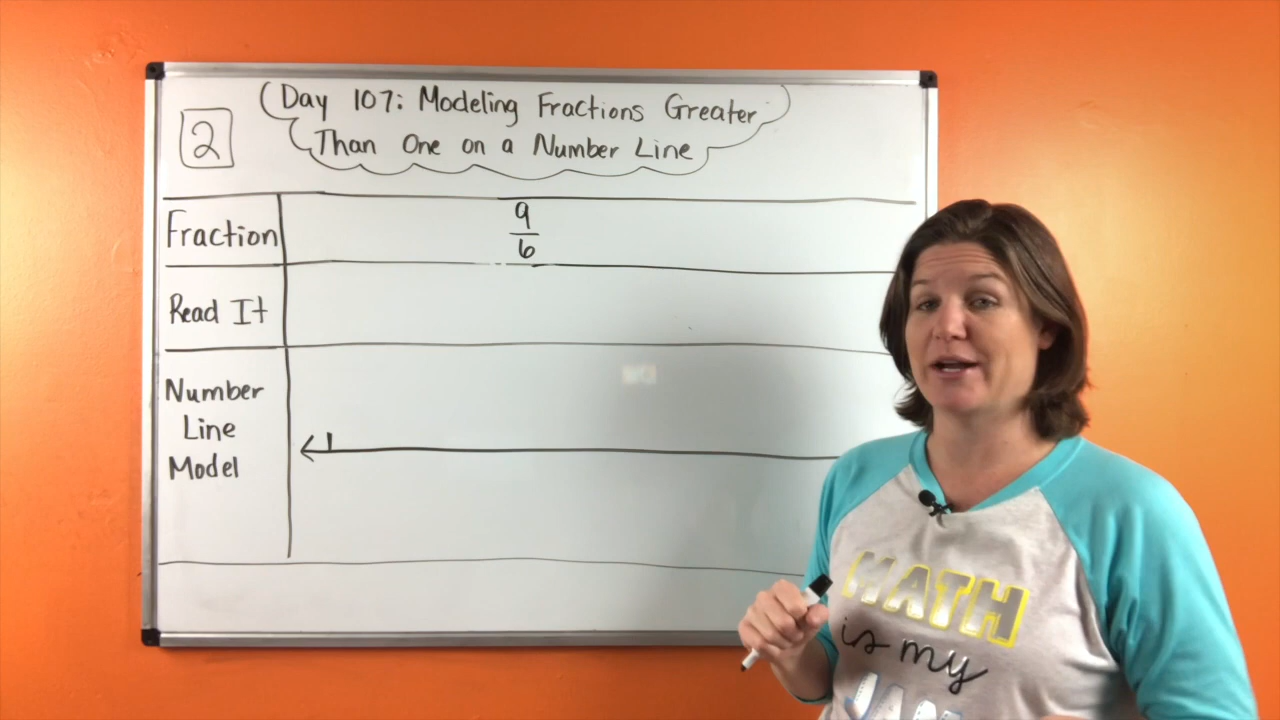 Day 107: Modeling Fractions Greater
2
Than One on a Number Line
Fraction
9
6
Read It
Number
Line
Model
MATH
is my
JAM